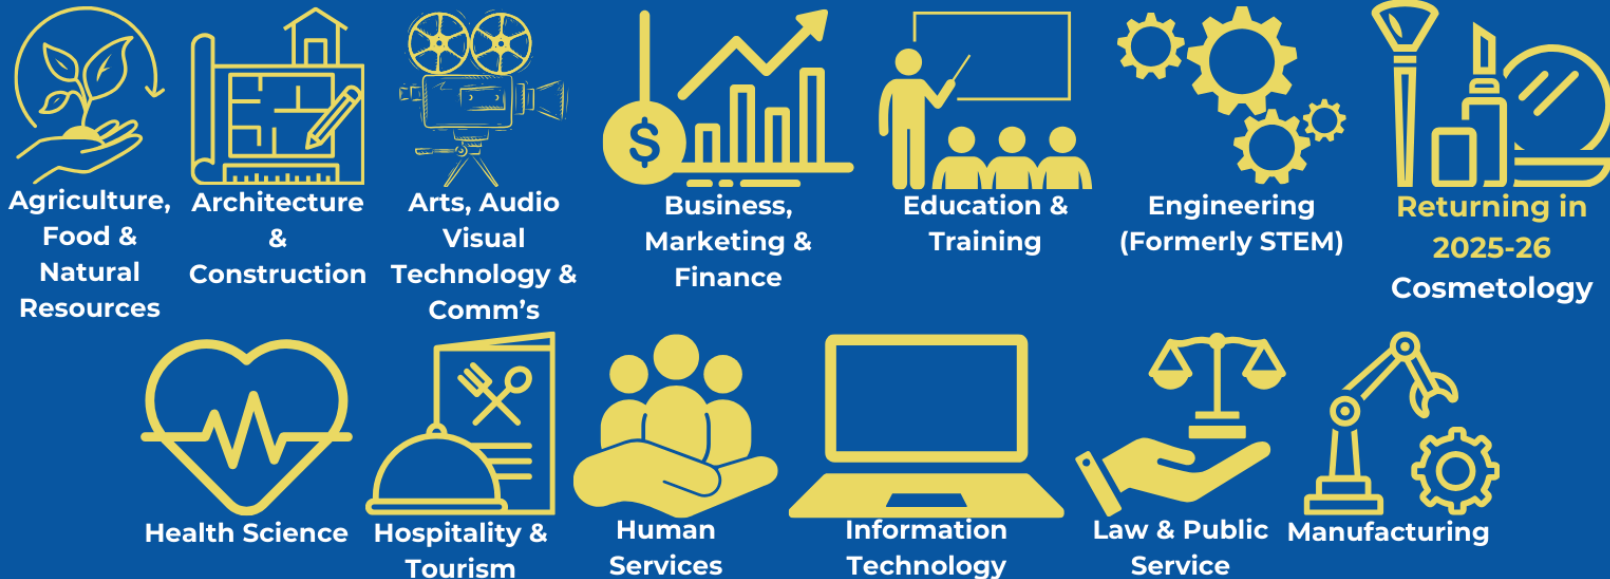 $
Agriculture,
Food &
Natural
Resources
Architecture
&
Construction
Arts, Audio
Visual
Technology &
Comm’s
Business,
Marketing &
Finance
Education &
Training
Engineering
(Formerly STEM)
Returning in
2025-26
Cosmetology
Health Science
Hospitality &
Tourism
Human
Services
Information
Technology
Law & Public
Service
Manufacturing